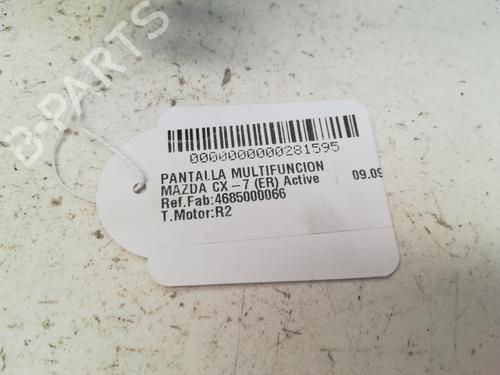 B-PARTS
0000000000281595
PANTALLA MULTIFUNCION
MAZDA CX-7 (ER) Active 09.09
Ref.Fab:4685000066
T.Motor:R2